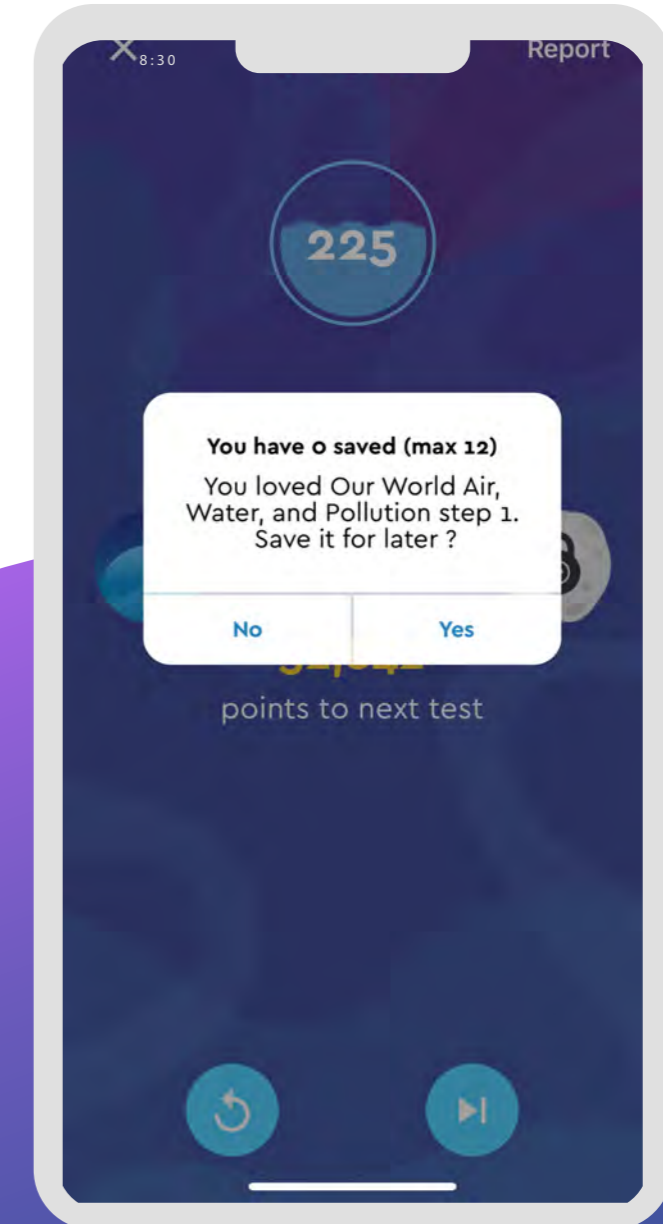 8:30
Report
225
You have 0 saved (max 12)
You loved Our World Air,
Water, and Pollution step 1.
Save it for later ?
No
Yes
points to next test